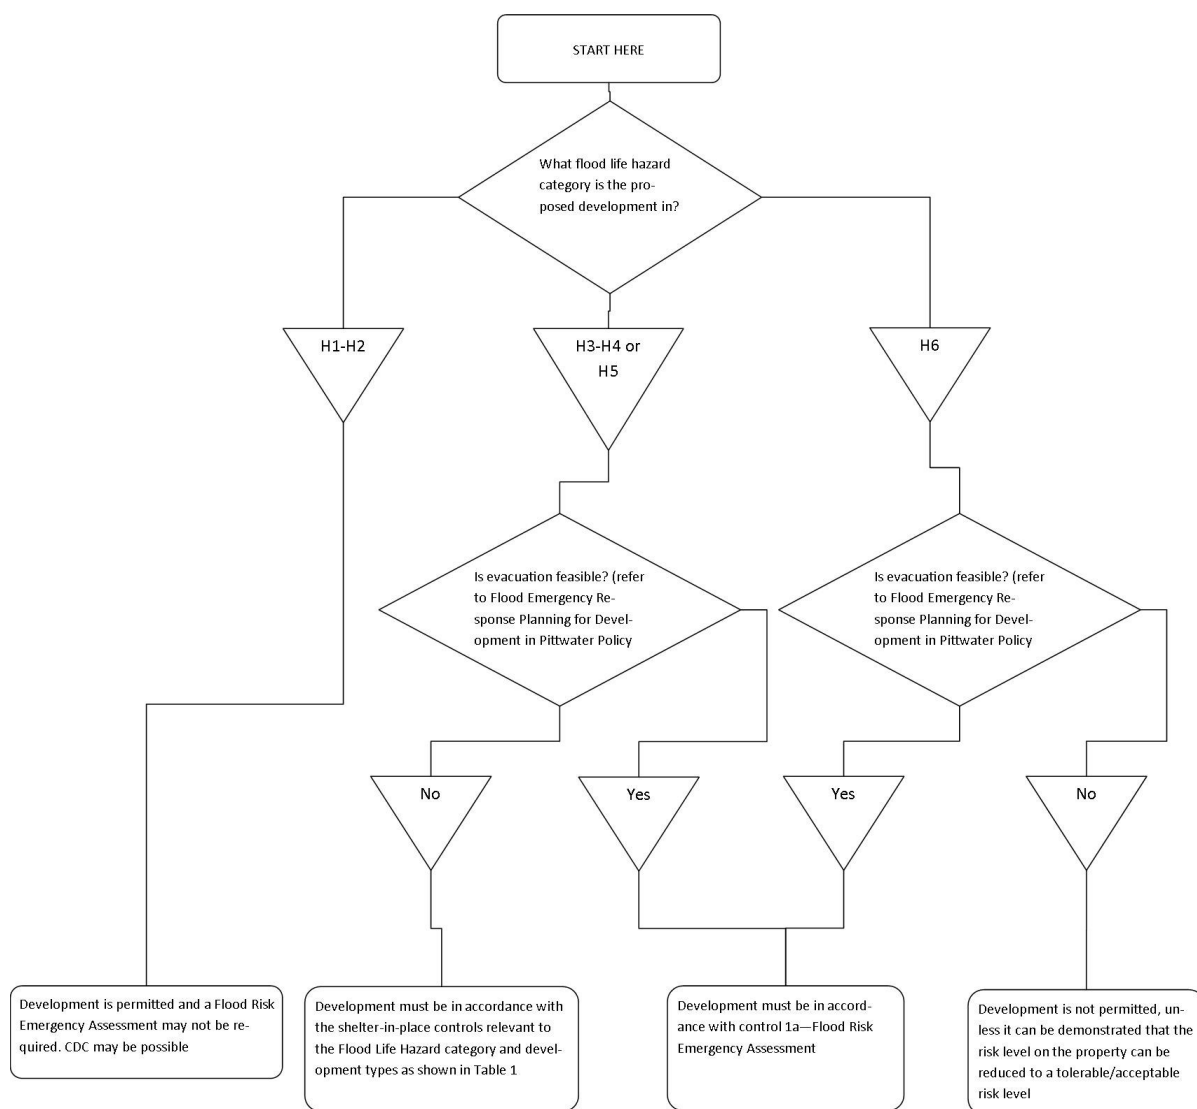 START HERE
What flood life hazard
category is the pro-
posed development in?
H1-H2
H3-H4 or
H5
H6
Is evacuation feasible? (refer
to Flood Emergency Re-
sponse Planning for Devel-
opment in Pittwater Policy
Is evacuation feasible? (refer
to Flood Emergency Re-
sponse Planning for Devel-
opment in Pittwater Policy
No
Yes
Yes
No
Development is permitted and a Flood Risk
Emergency Assessment may not be re-
quired. CDC may be possible
Development must be in accordance with
the shelter-in-place controls relevant to
the Flood Life Hazard category and devel-
opment types as shown in Table 1
Development must be in accord-
ance with control 1a—Flood Risk
Emergency Assessment
Development is not permitted, un-
less it can be demonstrated that the
risk level on the property can be
reduced to a tolerable/acceptable
risk level